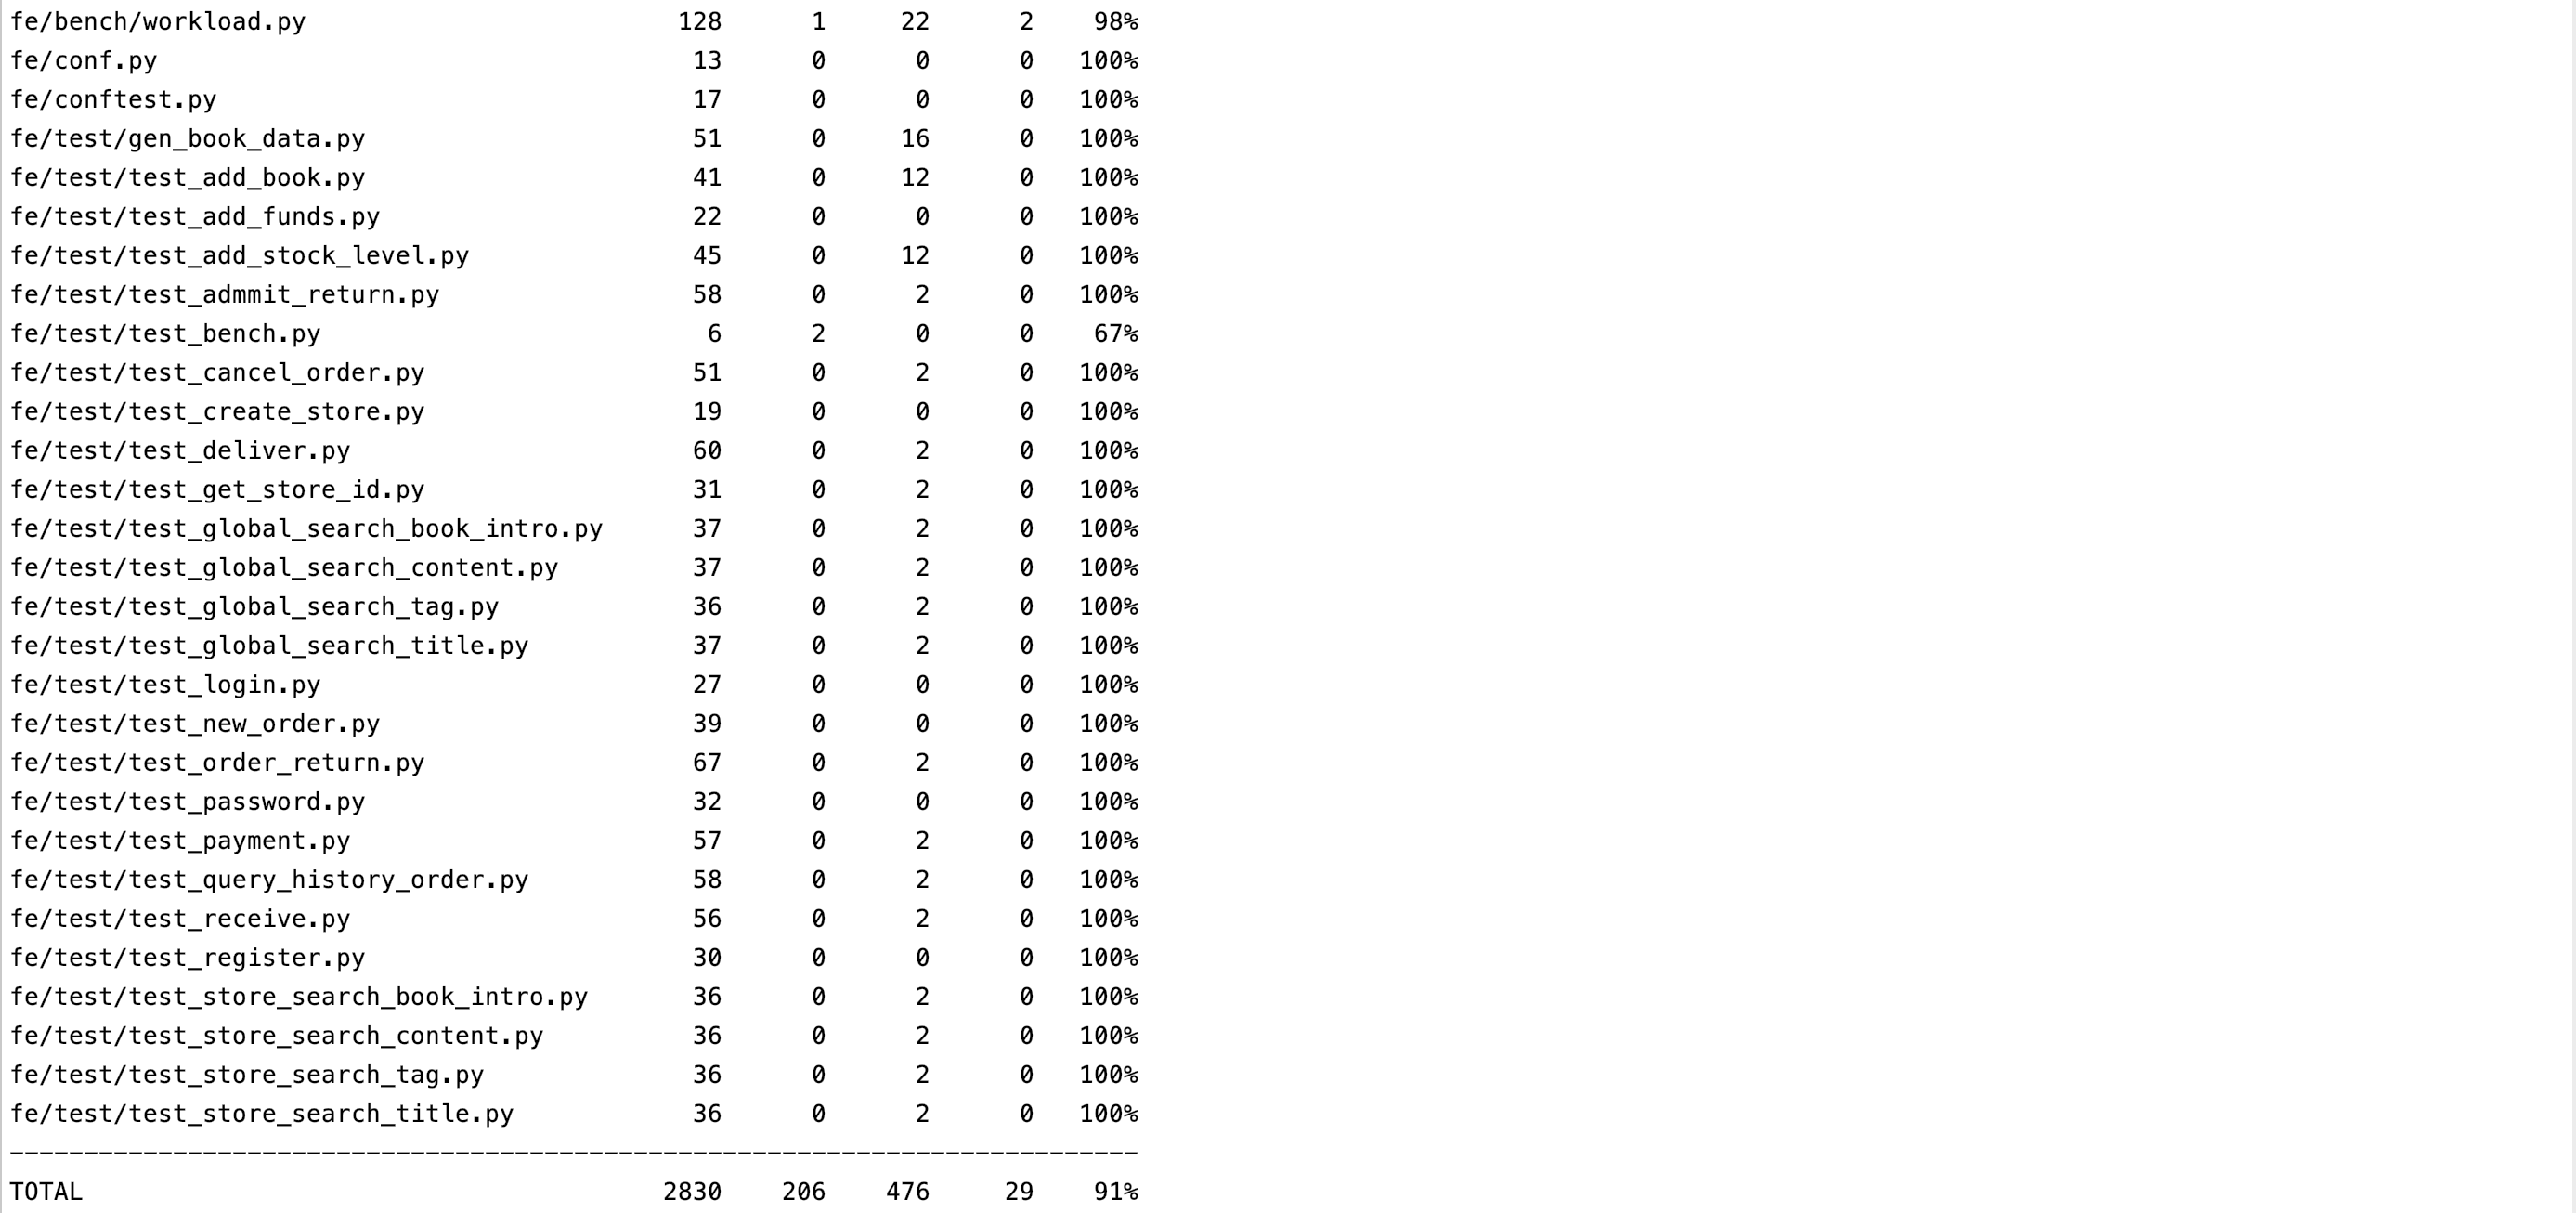 fe/bench/workload.py 128 1 22 2 98%
fe/conf.py 13 0 0 0 100%
fe/conftest.py 17 0 0 0 100%
fe/test/gen_book_data.py 51 0 16 0 100%
fe/test/test_add_book.py 41 0 12 0 100%
fe/test/test_add_funds.py 22 0 0 0 100%
fe/test/test_add_stock_level.py 45 0 12 0 100%
fe/test/test_admmit_return.py 58 0 2 0 100%
fe/test/test_bench.py 6 2 0 0 67%
fe/test/test_cancel_order.py 51 0 2 0 100%
fe/test/test_create_store.py 19 0 0 0 100%
fe/test/test_deliver.py 60 0 2 0 100%
fe/test/test_get_store_id.py 31 0 2 0 100%
fe/test/test_global_search_book_intro.py 37 0 2 0 100%
fe/test/test_global_search_content.py 37 0 2 0 100%
fe/test/test_global_search_tag.py 36 0 2 0 100%
fe/test/test_global_search_title.py 37 0 2 0 100%
fe/test/test_login.py 27 0 0 0 100%
fe/test/test_new_order.py 39 0 0 0 100%
fe/test/test_order_return.py 67 0 2 0 100%
fe/test/test_password.py 32 0 0 0 100%
fe/test/test_payment.py 57 0 2 0 100%
fe/test/test_query_history_order.py 58 0 2 0 100%
fe/test/test_receive.py 56 0 2 0 100%
fe/test/test_register.py 30 0 0 0 100%
fe/test/test_store_search_book_intro.py 36 0 2 0 100%
fe/test/test_store_search_content.py 36 0 2 0 100%
fe/test/test_store_search_tag.py 36 0 2 0 100%
fe/test/test_store_search_title.py 36 0 2 0 100%
----------------------------------------------------------------------------
TOTAL 2830 206 476 29 91%